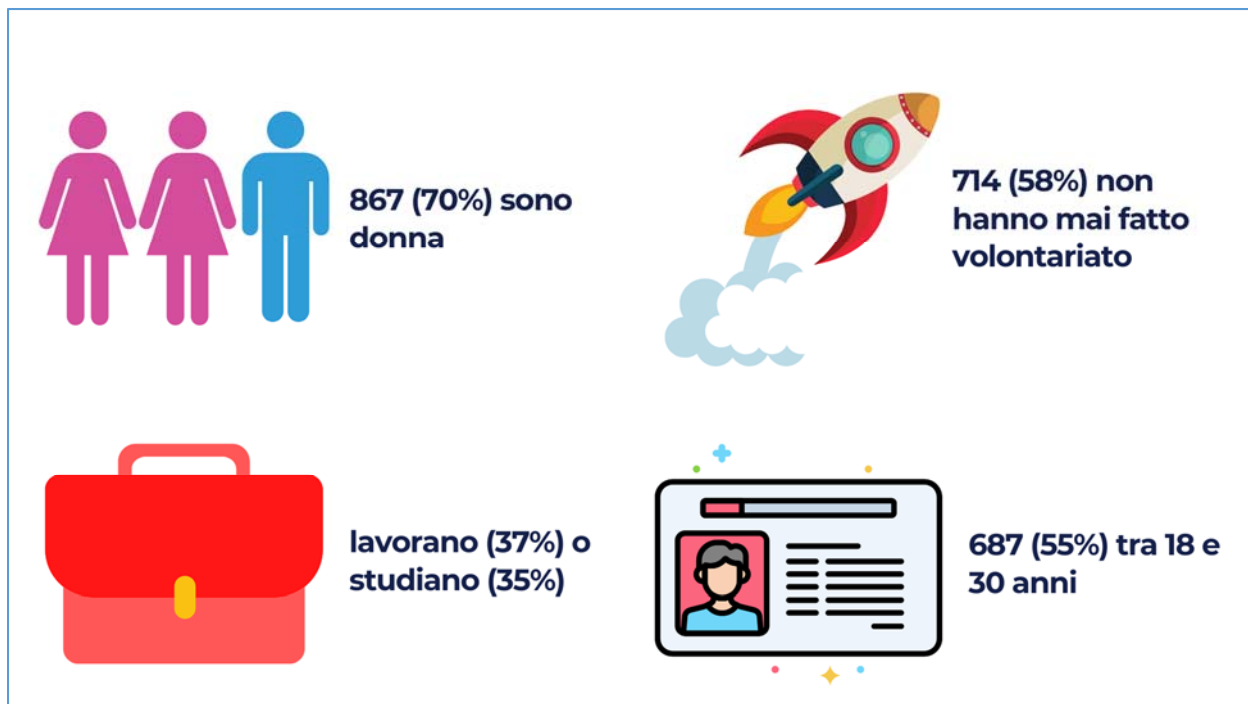 867 (70%) sono
donna
714 (58%) non
hanno mai fatto
volontariato
lavorano (37%) o
studiano (35%)
687 (55%) tra 18 e
30 anni